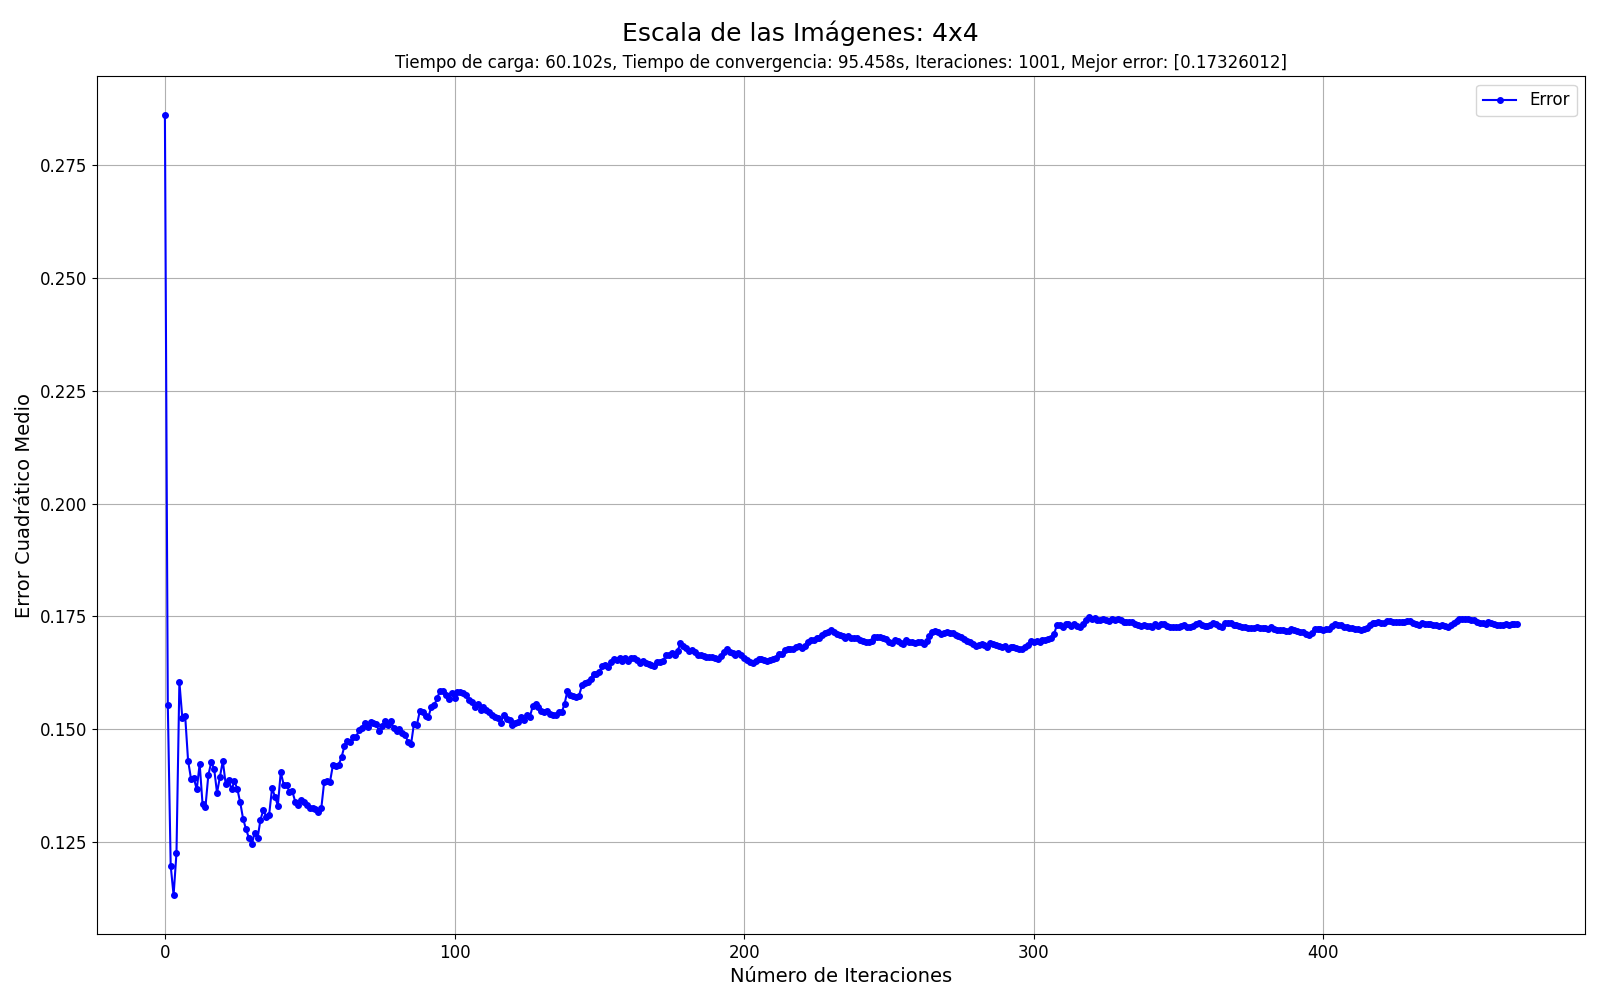 Escala de las Imágenes: 4x4
Tiempo de carga: 60.102s, Tiempo de convergencia: 95.458s, Iteraciones: 1001, Mejor error: [0.17326012]
Error
0.275
0.250
0.225
0.200
0.175
0.150
0.125
Error Cuadrático Medio
0 100 200 300 400
Número de Iteraciones